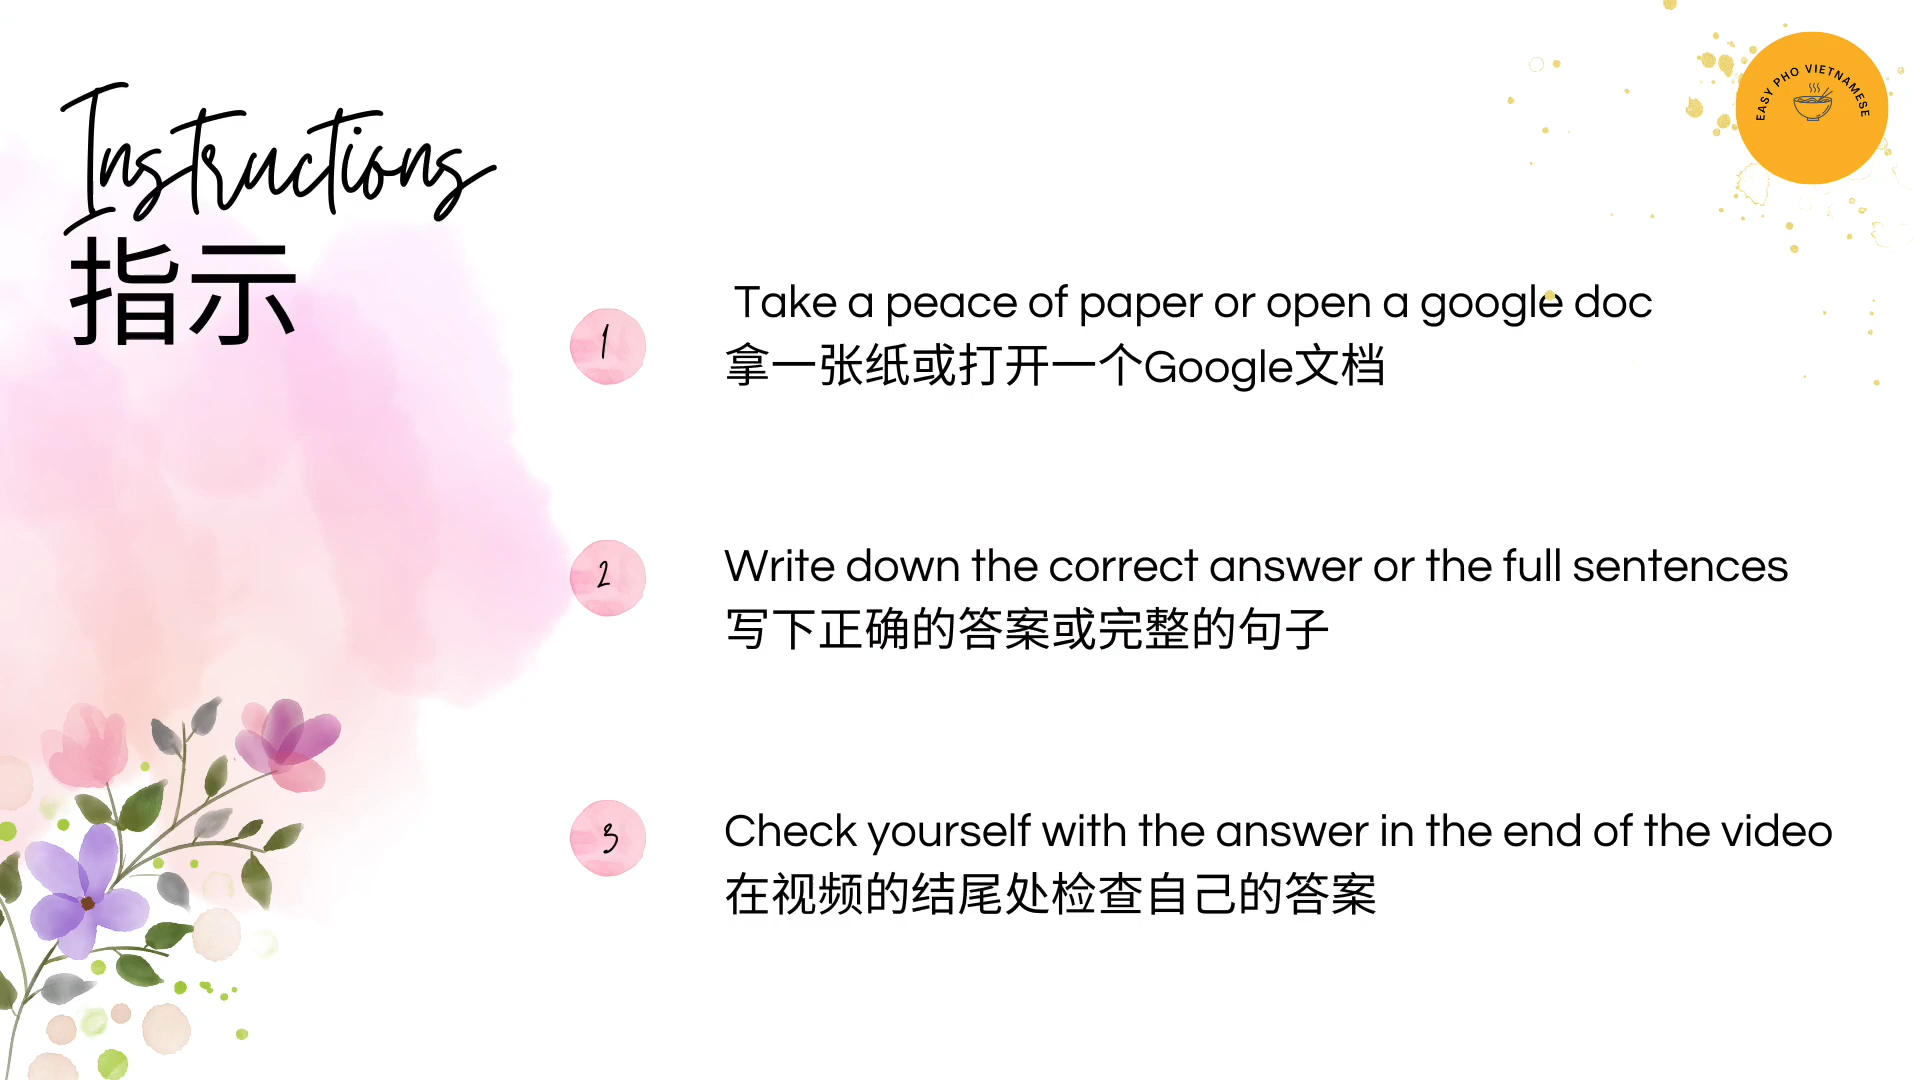 Instructions
指示
EASY PHO VIETNAMESE
1
Take a peace of paper or open a google doc
拿一张纸或打开一个Google文档
2
Write down the correct answer or the full sentences
写下正确的答案或完整的句子
3
Check yourself with the answer in the end of the video
在视频的结尾处检查自己的答案